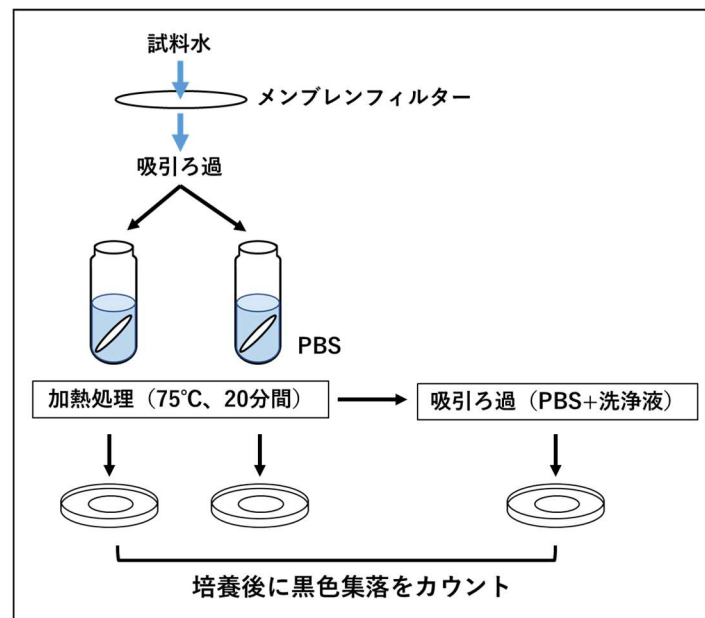 試料水
メンブレンフィルター
吸引ろ過
PBS
加熱処理（75℃、20分間）
吸引ろ過（PBS+洗浄液）
培養後に黒色集落をカウント